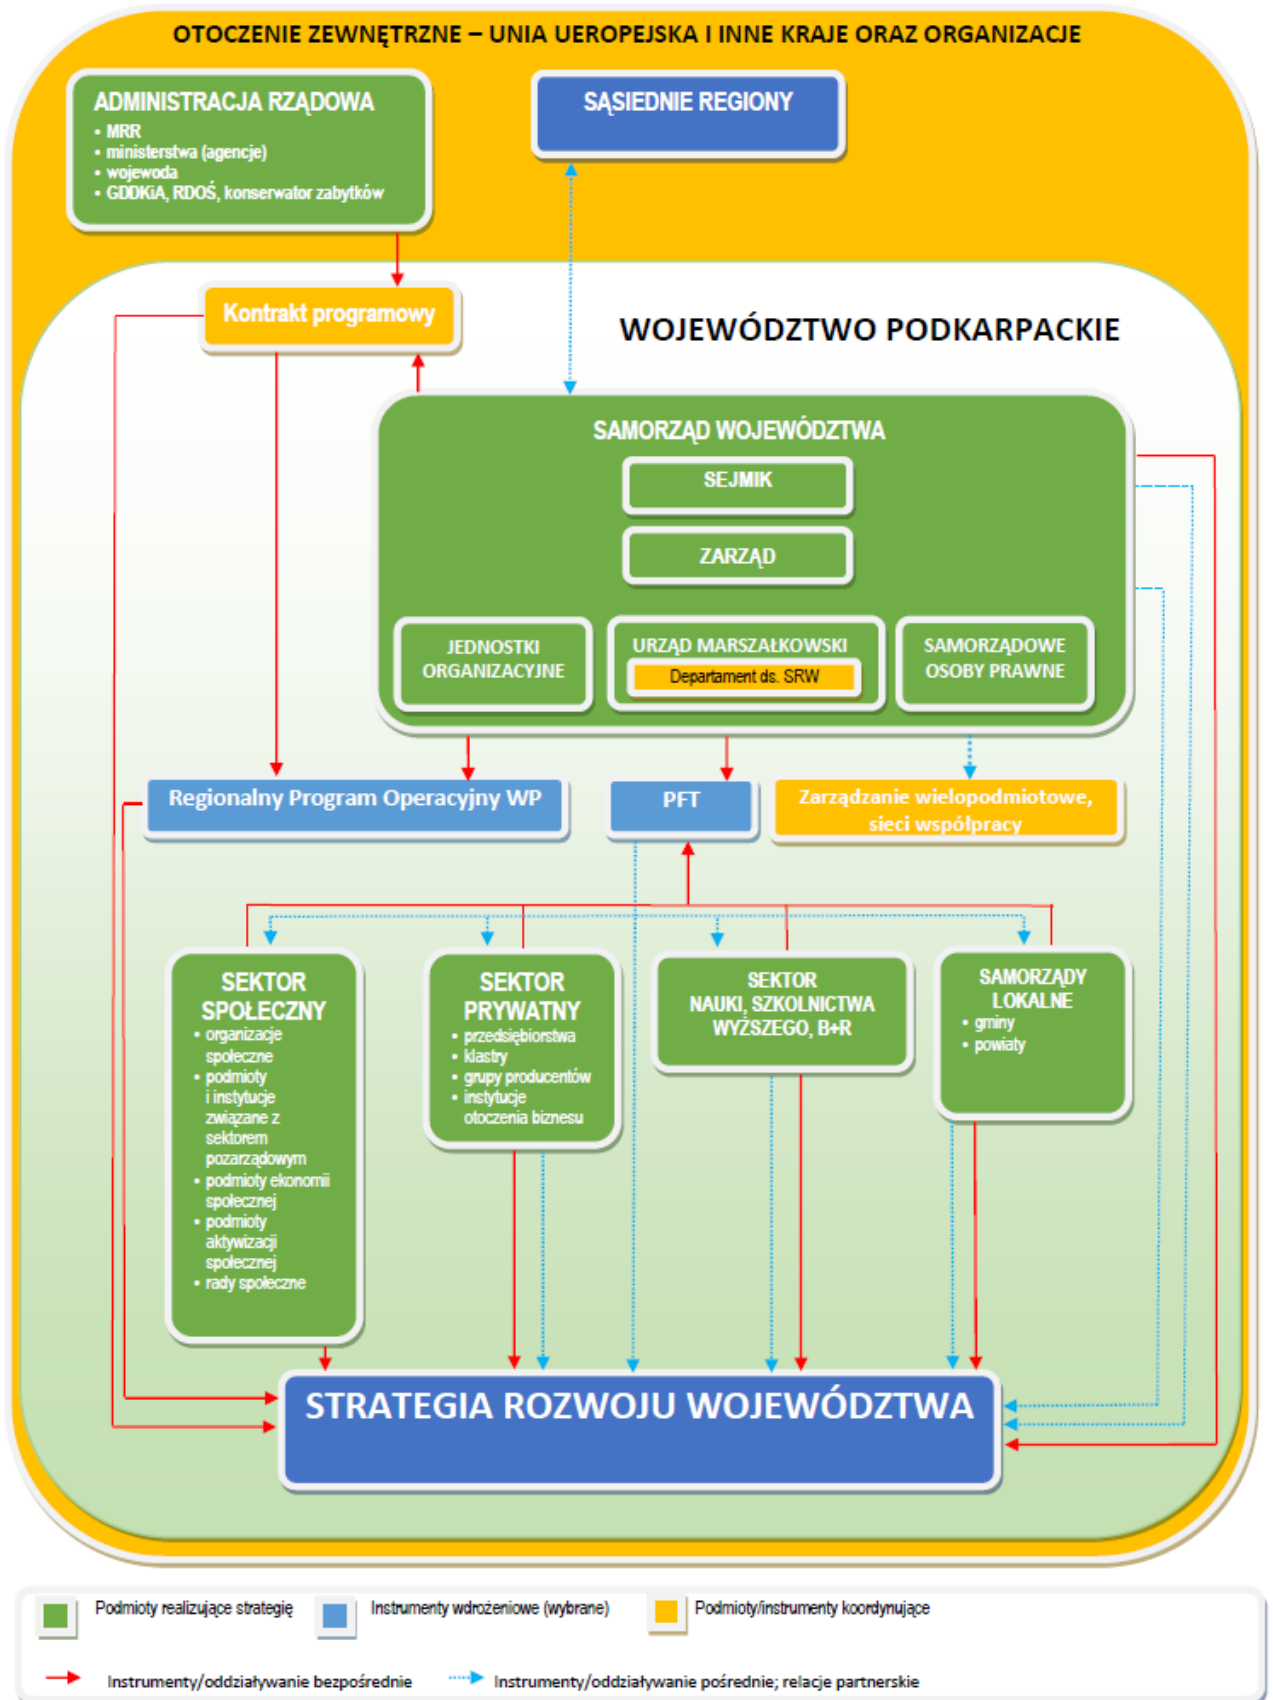 OTOCZENIE ZEWNĘTRZNE – UNIA UEROPEJSKA I INNE KRAJE ORAZ ORGANIZACJE
ADMINISTRACJA RZĄDOWA
• MRR
• ministerstwa (agencje)
• wojewoda
• GDDKiA, RDOŚ, konserwator zabytków
SĄSIEDNIE REGIONY
Kontrakt programowy
WOJEWÓDZTWO PODKARPACKIE
SAMORZĄD WOJEWÓDZTWA
SEJMIK
ZARZĄD
JEDNOSTKI
ORGANIZACYJNE
URZĄD MARSZAŁKOWSKI
Departament ds. SRW
SAMORZĄDOWE
OSOBY PRAWNE
Regionalny Program Operacyjny WP
PFT
Zarządzanie wielopodmiotowe,
sieci współpracy
SEKTOR
SPOŁECZNY
• organizacje
społeczne
• podmioty
i instytucje
związane z
sektorem
pozarządowym
• podmioty ekonomii
społecznej
• podmioty
aktywizacji
społecznej
• rady społeczne
SEKTOR
PRYWATNY
• przedsiębiorstwa
• klastry
• grupy producentów
• instytucje
otoczenia biznesu
SEKTOR
NAUKI, SZKOLNICTWA
WYŻSZEGO, B+R
SAMORZĄDY
LOKALNE
• gminy
• powiaty
STRATEGIA ROZWOJU WOJEWÓDZTWA
Podmioty realizujące strategię
Instrumenty wdrożeniowe (wybrane)
Podmioty/instrumenty koordynujące
Instrumenty/oddziaływanie bezpośrednie
Instrumenty/oddziaływanie pośrednie; relacje partnerskie